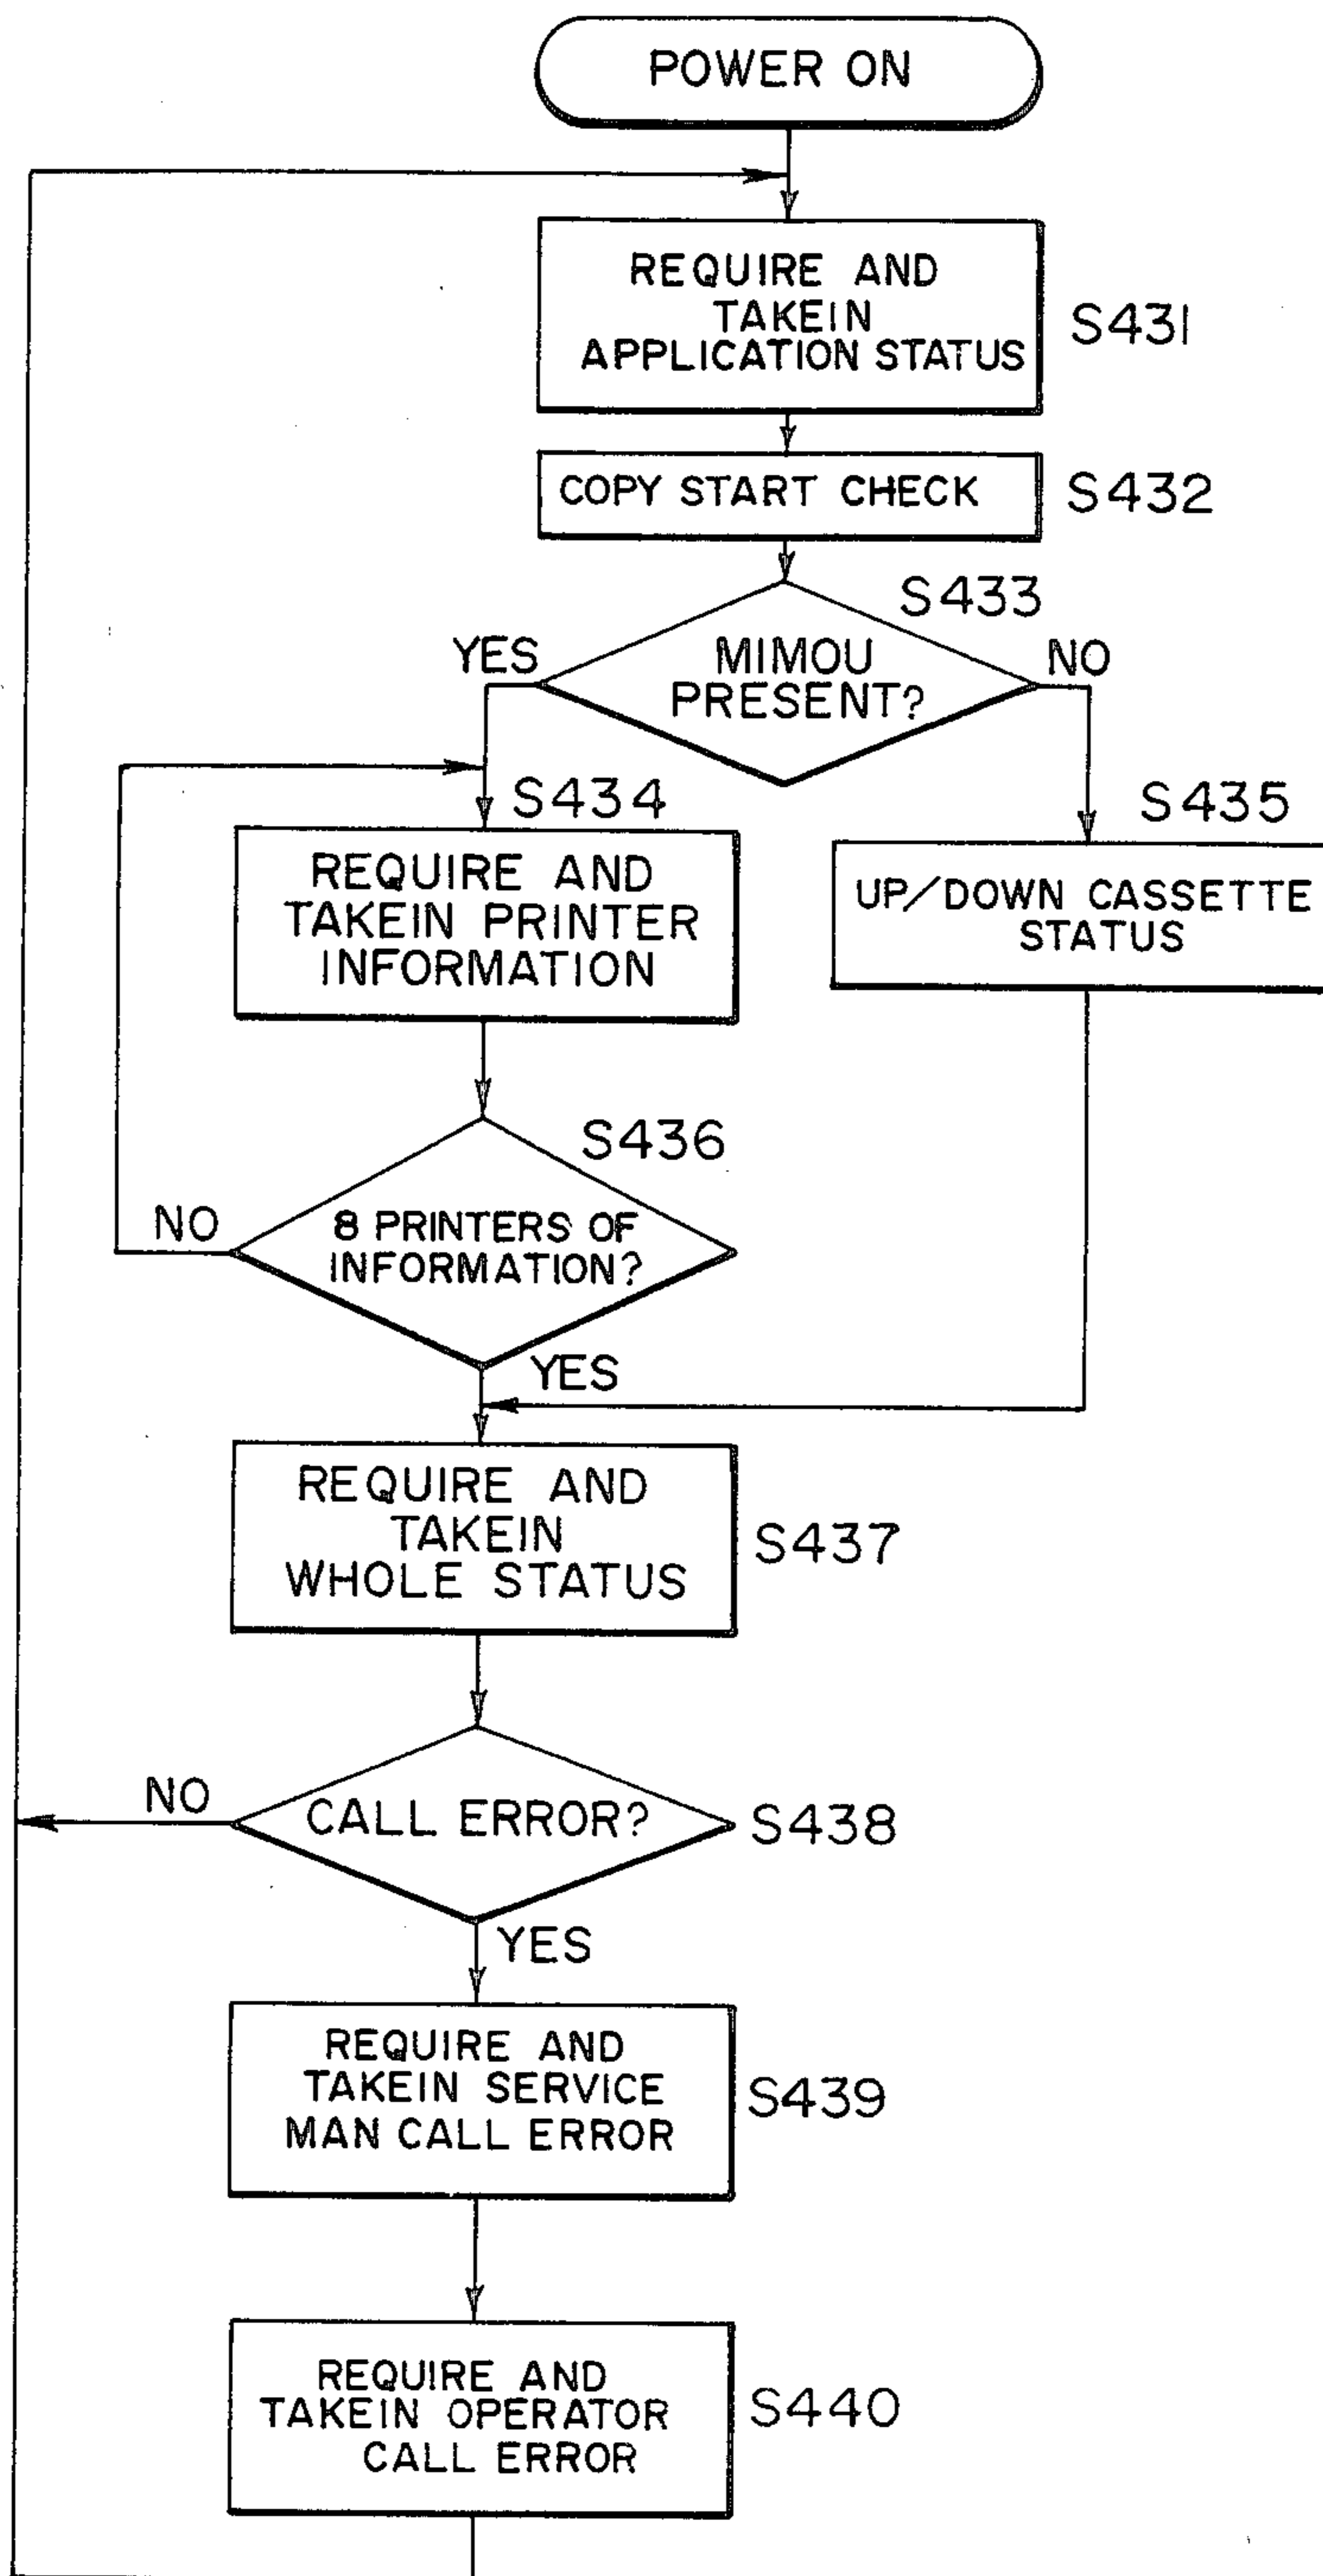 POWER ON
REQUIRE AND
TAKEIN
APPLICATION STATUS
S431
COPY START CHECK
S432
S433
YES
MIMOU
PRESENT?
NO
S434
REQUIRE AND
TAKEIN PRINTER
INFORMATION
S435
UP/DOWN CASSETTE
STATUS
S436
NO
8 PRINTERS OF
INFORMATION?
YES
REQUIRE AND
TAKEIN
WHOLE STATUS
S437
NO
CALL ERROR?
S438
YES
REQUIRE AND
TAKEIN SERVICE
MAN CALL ERROR
S439
REQUIRE AND
TAKEIN OPERATOR
CALL ERROR
S440